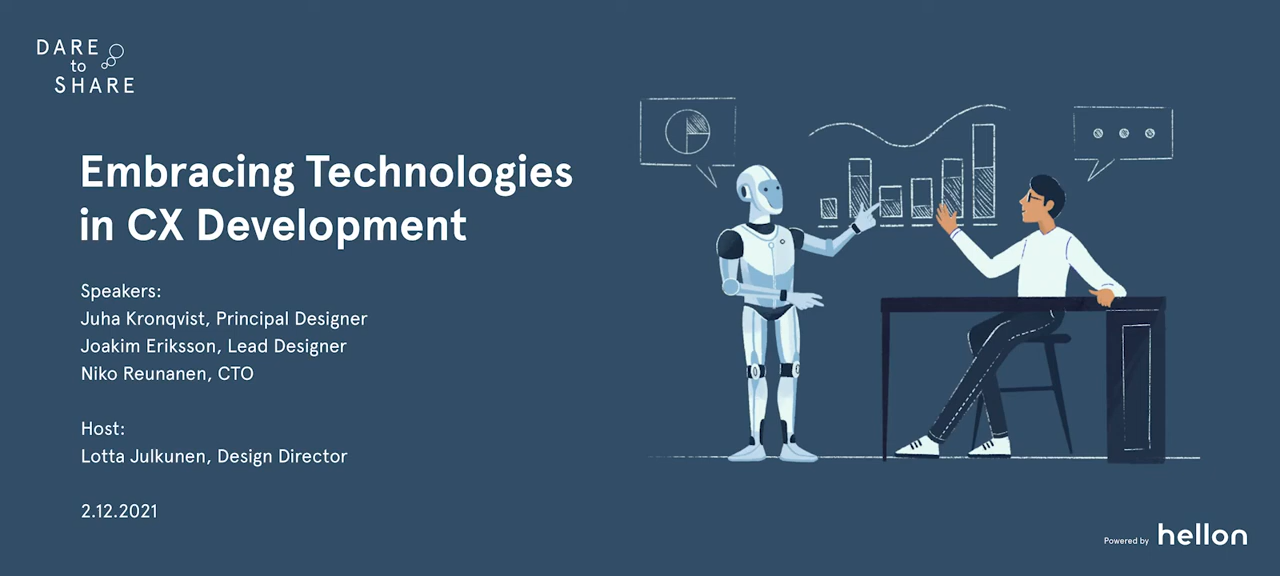 DARE
to
SHARE
Embracing Technologies
in CX Development
Speakers:
Juha Kronqvist, Principal Designer
Joakim Eriksson, Lead Designer
Niko Reunanen, CTO
Host:
Lotta Julkunen, Design Director
2.12.2021
Powered by hellon